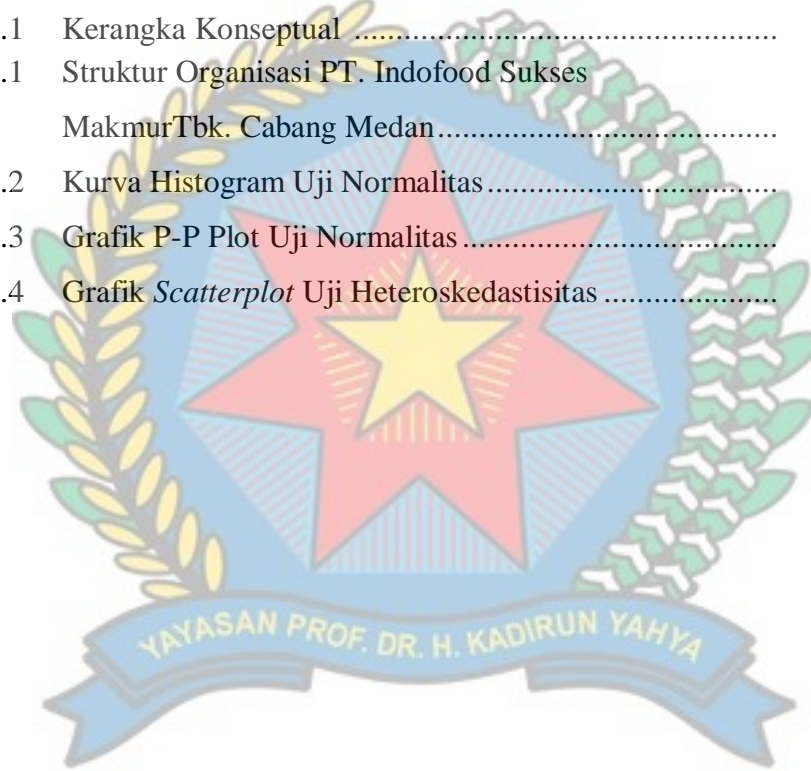 .1 Kerangka Konseptual ....................................................
.1 Struktur Organisasi PT. Indofood Sukses
MakmurTbk. Cabang Medan..........................................
.2 Kurva Histogram Uji Normalitas...................................
.3 Grafik P-P Plot Uji Normalitas ......................................
.4 Grafik Scatterplot Uji Heteroskedastisitas .....................
YAYASAN PROF. DR. H. KADIRUN YAHYA